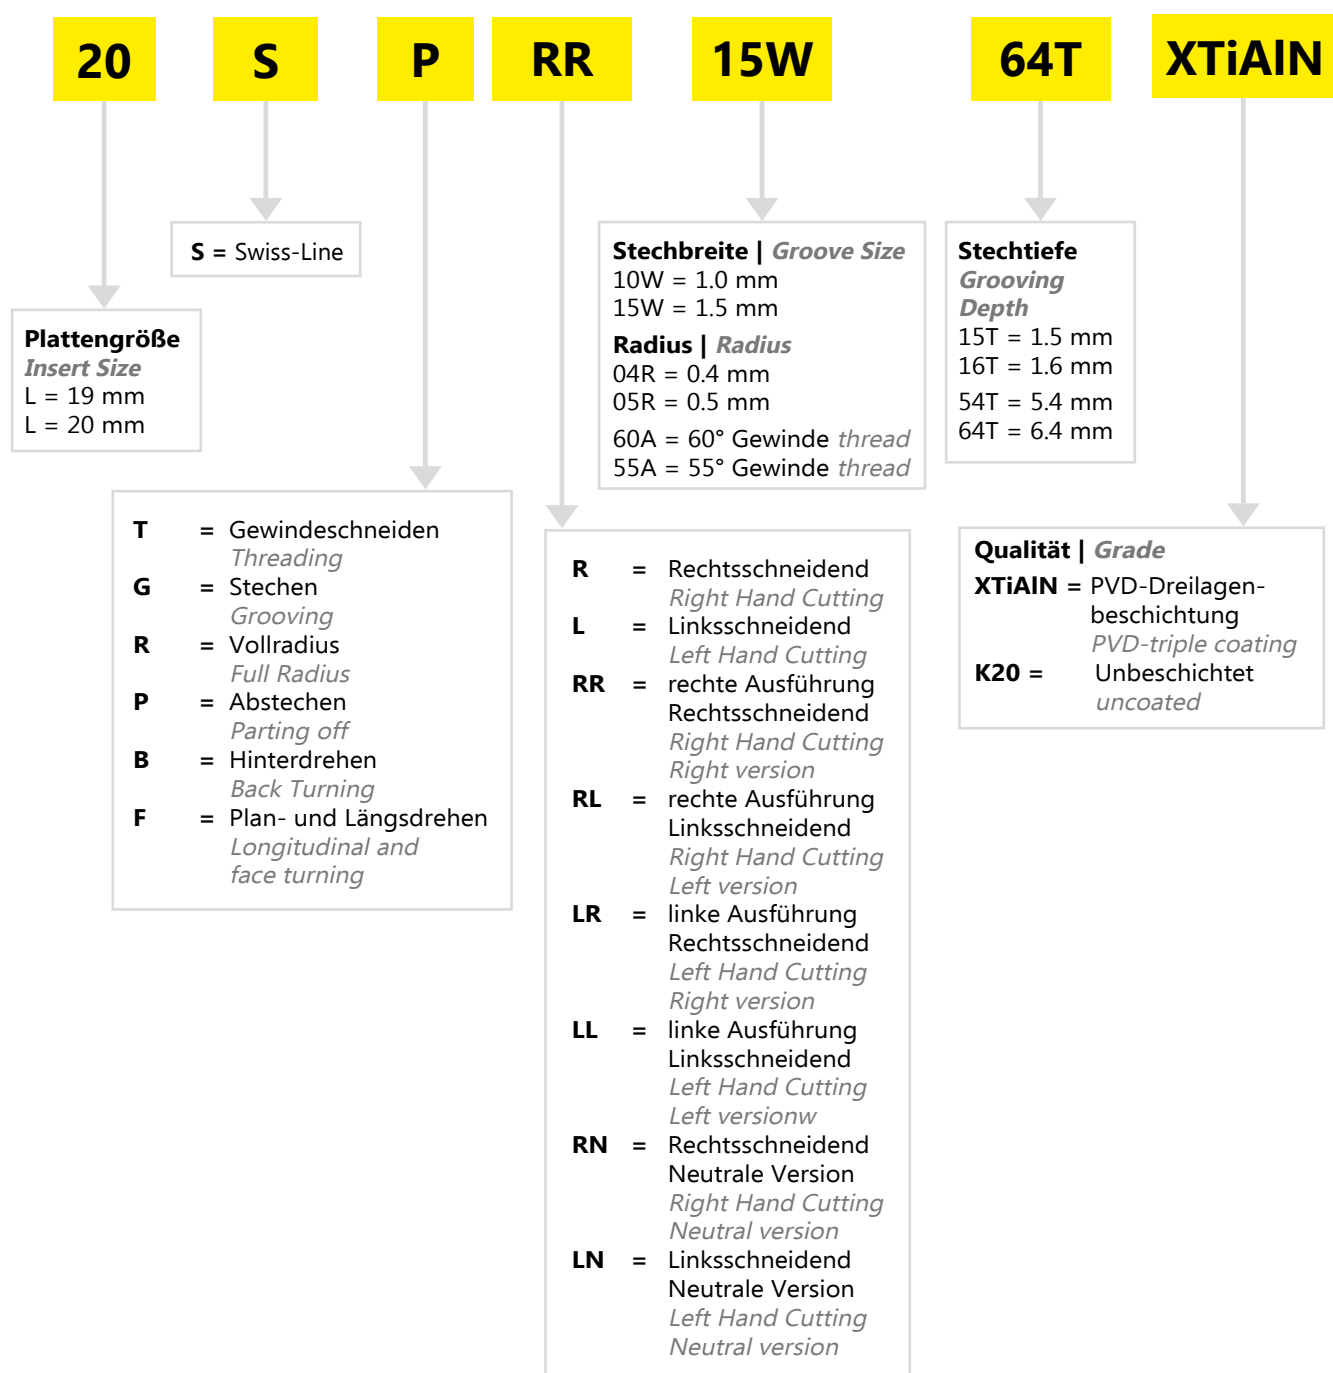 20 S P RR 15W 64T XTiAlN
S = Swiss-Line
Plattengröße
Insert Size
L = 19 mm
L = 20 mm
Stechbreite | Groove Size
10W = 1.0 mm
15W = 1.5 mm
Radius | Radius
04R = 0.4 mm
05R = 0.5 mm
60A = 60° Gewinde thread
55A = 55° Gewinde thread
Stechtiefe
Grooving
Depth
15T = 1.5 mm
16T = 1.6 mm
54T = 5.4 mm
64T = 6.4 mm
T = Gewindeschneiden
Threading
G = Stechen
Grooving
R = Vollradius
Full Radius
P = Abstechen
Parting off
B = Hinterdrehen
Back Turning
F = Plan- und Längsdrehen
Longitudinal and
face turning
R = Rechtsschneidend
Right Hand Cutting
L = Linksschneidend
Left Hand Cutting
RR = rechte Ausführung
Rechtsschneidend
Right Hand Cutting
Right version
RL = rechte Ausführung
Linksschneidend
Right Hand Cutting
Left version
LR = linke Ausführung
Rechtsschneidend
Left Hand Cutting
Right version
LL = linke Ausführung
Linksschneidend
Left Hand Cutting
Left versionw
RN = Rechtsschneidend
Neutrale Version
Right Hand Cutting
Neutral version
LN = Linksschneidend
Neutrale Version
Left Hand Cutting
Neutral version
Qualität | Grade
XTiAlN = PVD-Dreilagen-
beschichtung
PVD-triple coating
K20 = Unbeschichtet
uncoated